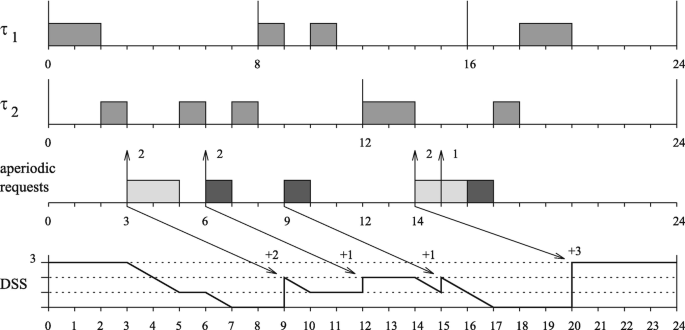 τ1
0 8 16 24
τ2
0 12 24
aperiodic requests
2 2 2 1
0 3 6 9 12 14 24
+2 +1 +1 +3
3
DSS
0 1 2 3 4 5 6 7 8 9 10 11 12 13 14 15 16 17 18 19 20 21 22 23 24